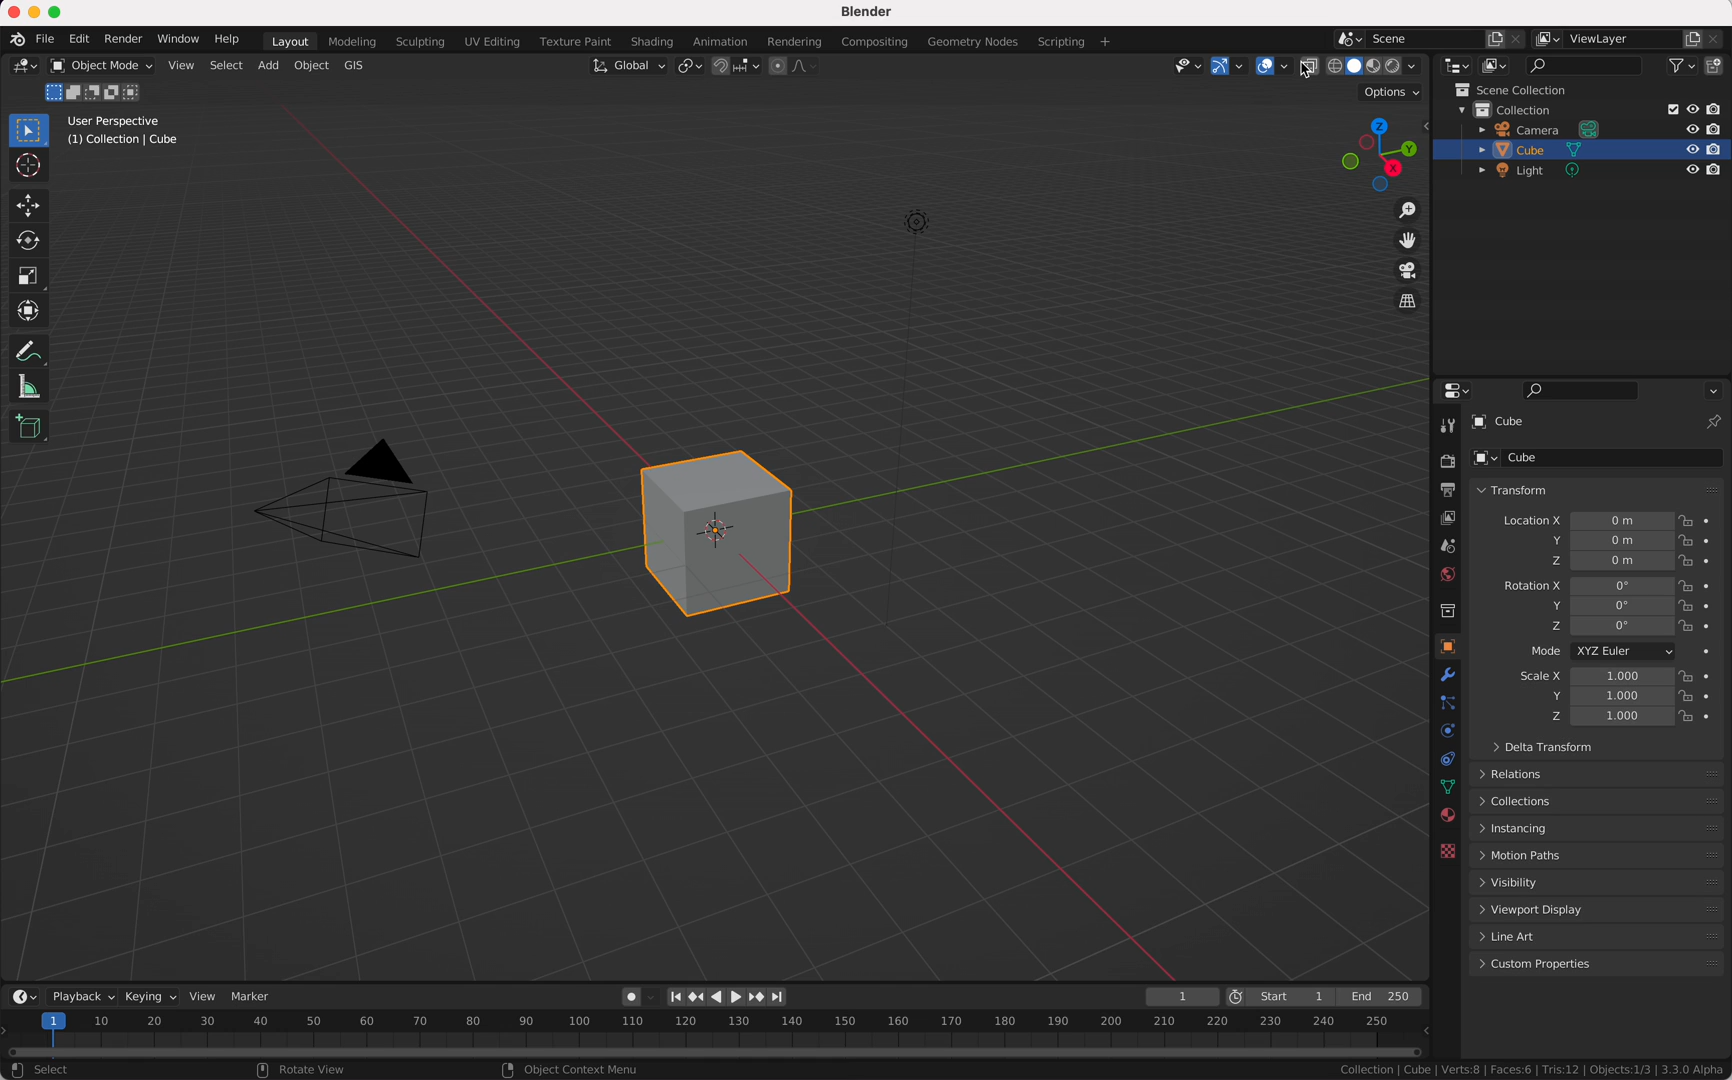 Blender
File Edit Render Window Help Layout Modeling Sculpting UV Editing Texture Paint Shading Animation Rendering Compositing Geometry Nodes Scripting + Scene ViewLayer
Object Mode View Select Add Object GIS Global
Options
User Perspective
(1) Collection | Cube
Z
Y
X
Scene Collection
Collection
Camera
Cube
Light
Cube
Cube
Transform
Location X 0 m
Y 0 m
Z 0 m
Rotation X 0°
Y 0°
Z 0°
Mode XYZ Euler
Scale X 1.000
Y 1.000
Z 1.000
Delta Transform
Relations
Collections
Instancing
Motion Paths
Visibility
Viewport Display
Line Art
Custom Properties
Playback Keying View Marker 1 Start 1 End 250
1 10 20 30 40 50 60 70 80 90 100 110 120 130 140 150 160 170 180 190 200 210 220 230 240 250
Select Rotate View Object Context Menu Collection | Cube | Verts:8 | Faces:6 | Tris:12 | Objects:1/3 | 3.3.0 Alpha